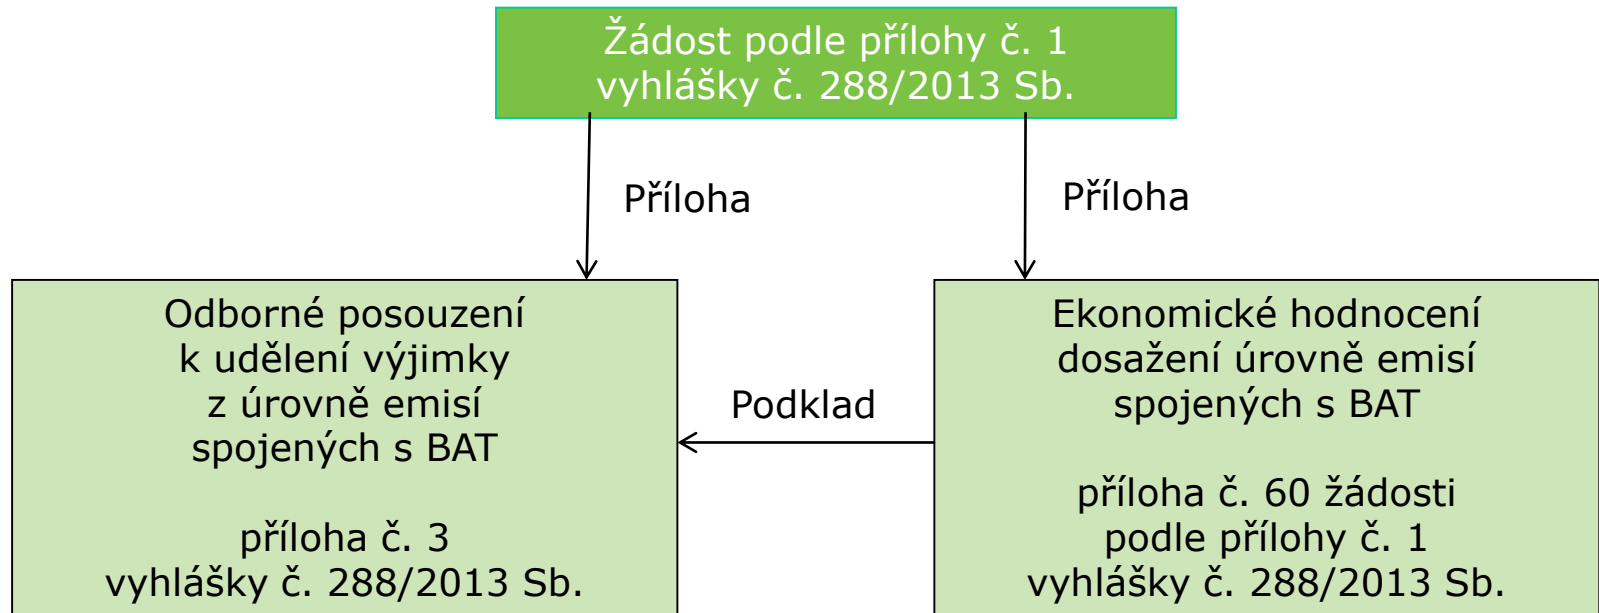 Žádost podle přílohy č. 1
vyhlášky č. 288/2013 Sb.
Příloha
Příloha
Odborné posouzení
k udělení výjimky
z úrovně emisí
spojených s BAT
příloha č. 3
vyhlášky č. 288/2013 Sb.
Podklad
Ekonomické hodnocení
dosažení úrovně emisí
spojených s BAT
příloha č. 60 žádosti
podle přílohy č. 1
vyhlášky č. 288/2013 Sb.